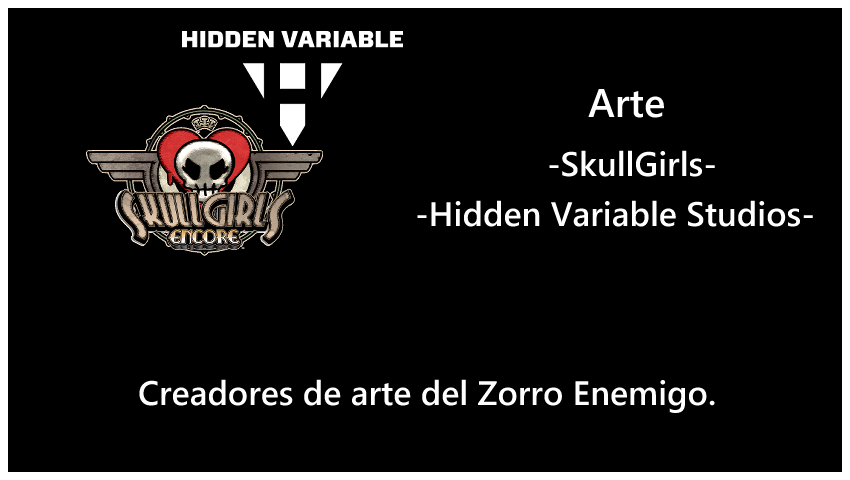 HIDDEN VARIABLE
SKULLGIRLS
ENCORE
Arte
-SkullGirls-
-Hidden Variable Studios-
Creadores de arte del Zorro Enemigo.